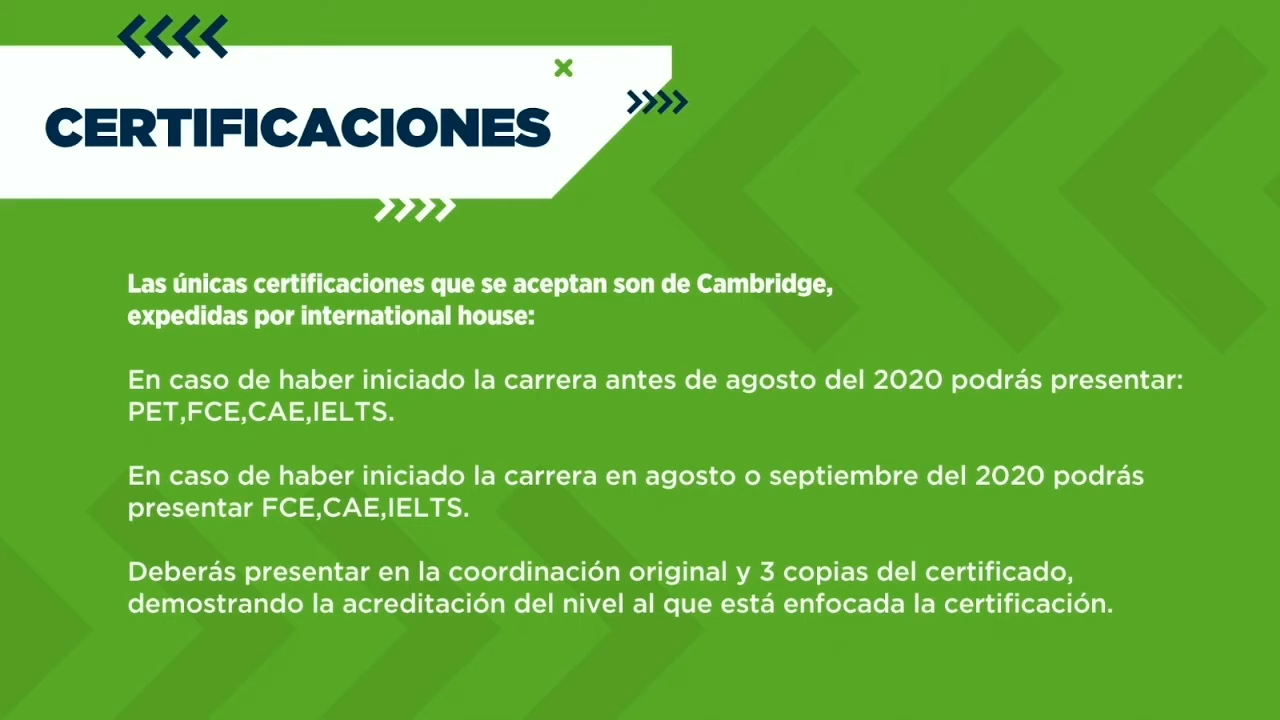 CERTIFICACIONES
Las únicas certificaciones que se aceptan son de Cambridge,
expedidas por international house:
En caso de haber iniciado la carrera antes de agosto del 2020 podrás presentar:
PET,FCE,CAE,IELTS.
En caso de haber iniciado la carrera en agosto o septiembre del 2020 podrás
presentar FCE,CAE,IELTS.
Deberás presentar en la coordinación original y 3 copias del certificado,
demostrando la acreditación del nivel al que está enfocada la certificación.